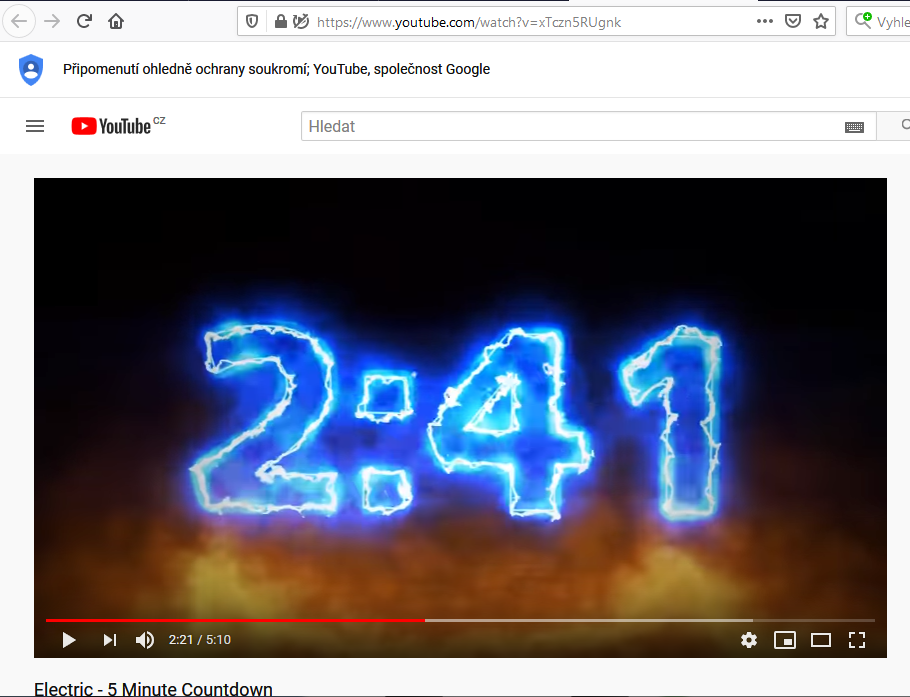 https://www.youtube.com/watch?v=xTczn5RUgnk
Vyhle
Připomenutí ohledně ochrany soukromí; YouTube, společnost Google
YouTube CZ
Hledat
2:41
2:21 / 5:10
Electric - 5 Minute Countdown